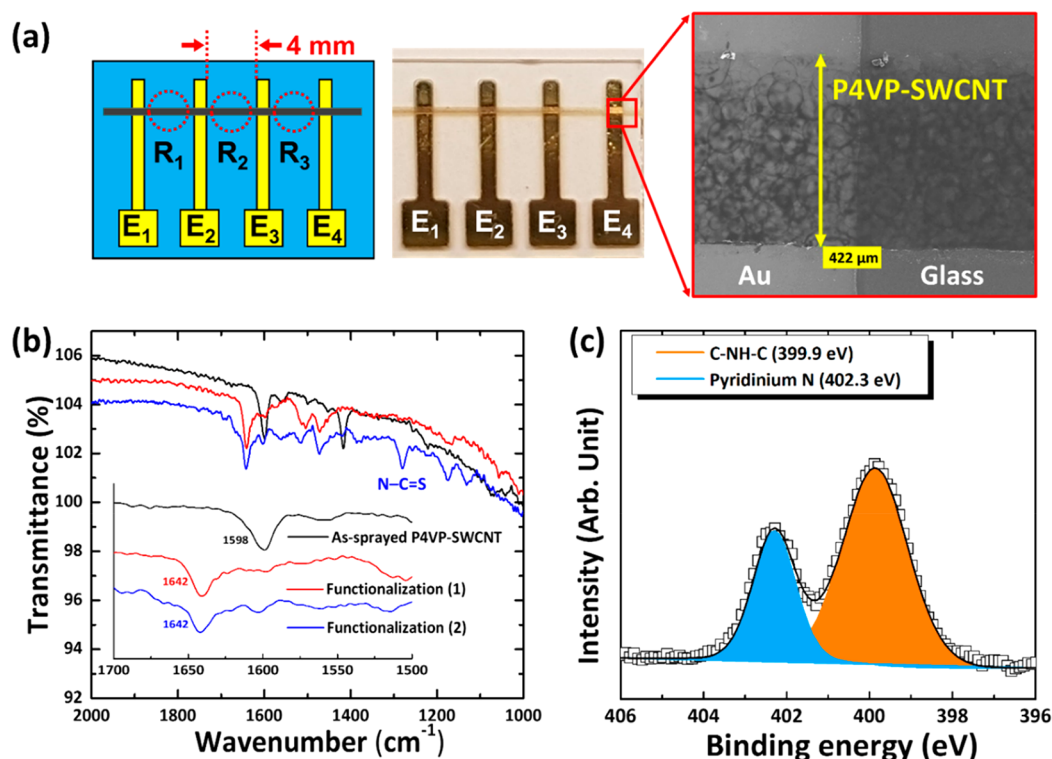 (a)
4 mm
R1 R2 R3
E1 E2 E3 E4
E1 E2 E3 E4
P4VP-SWCNT
422 μm
Au Glass
(b)
Transmittance (%)
106
104
102
100
98
96
94
92
N–C=S
1598
As-sprayed P4VP-SWCNT
1642
Functionalization (1)
1642
Functionalization (2)
1700 1650 1600 1550 1500
2000 1800 1600 1400 1200 1000
Wavenumber (cm⁻¹)
(c)
C-NH-C (399.9 eV)
Pyridinium N (402.3 eV)
Intensity (Arb. Unit)
406 404 402 400 398 396
Binding energy (eV)